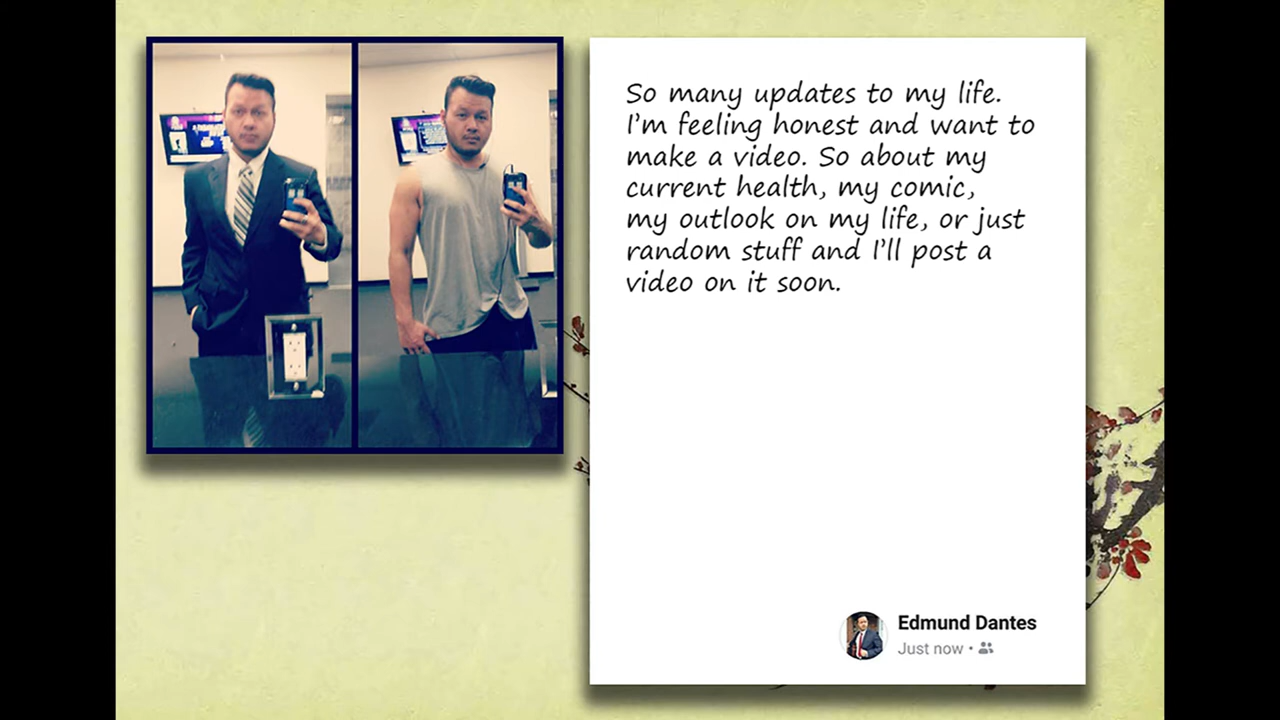 So many updates to my life.
I'm feeling honest and want to
make a video. So about my
current health, my comic,
my outlook on my life, or just
random stuff and I'll post a
video on it soon.
Edmund Dantes
Just now •